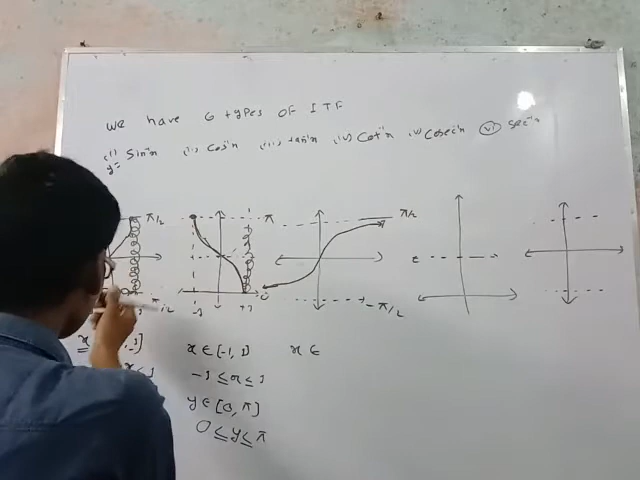 We have 6 types OF ITF
(i) y= Sin⁻¹x (ii) Cos⁻¹x (iii) tan⁻¹x (iv) Cot⁻¹x (v) Cosec⁻¹x (vi) Sec⁻¹x
π/2 π π/2
-1
-π/2
x ∈ [-1, 1] x ∈
-1 ≤ x ≤ 1
y ∈ [0, π]
0 ≤ y ≤ π